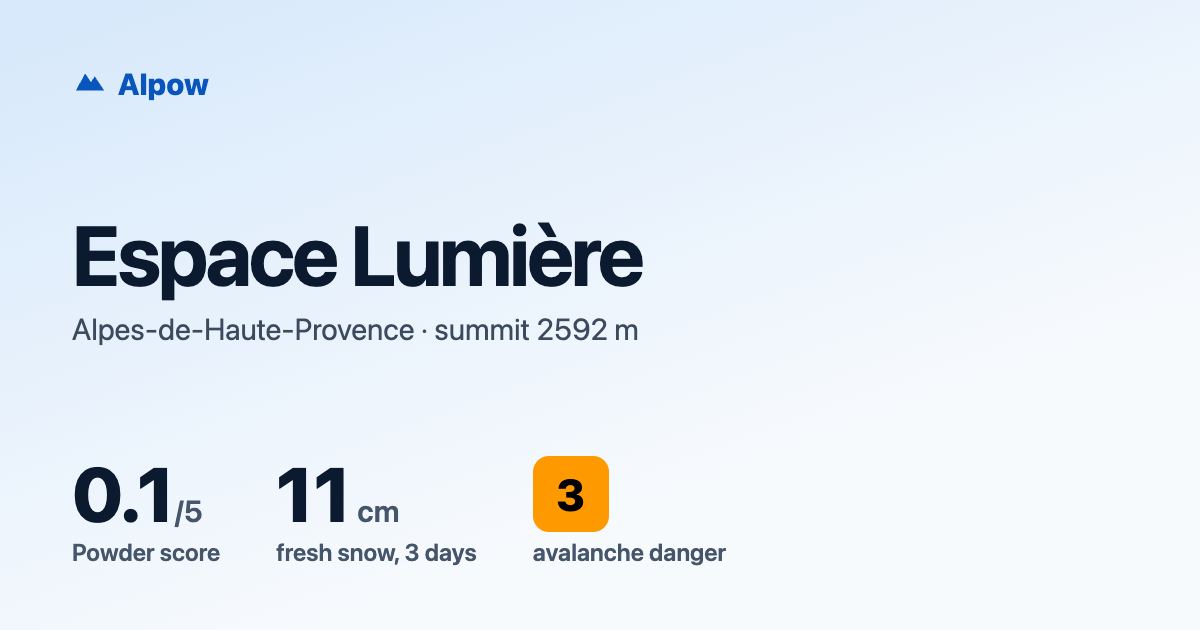 Alpow
Espace Lumière
Alpes-de-Haute-Provence · summit 2592 m
0.1/5
Powder score
11 cm
fresh snow, 3 days
3
avalanche danger